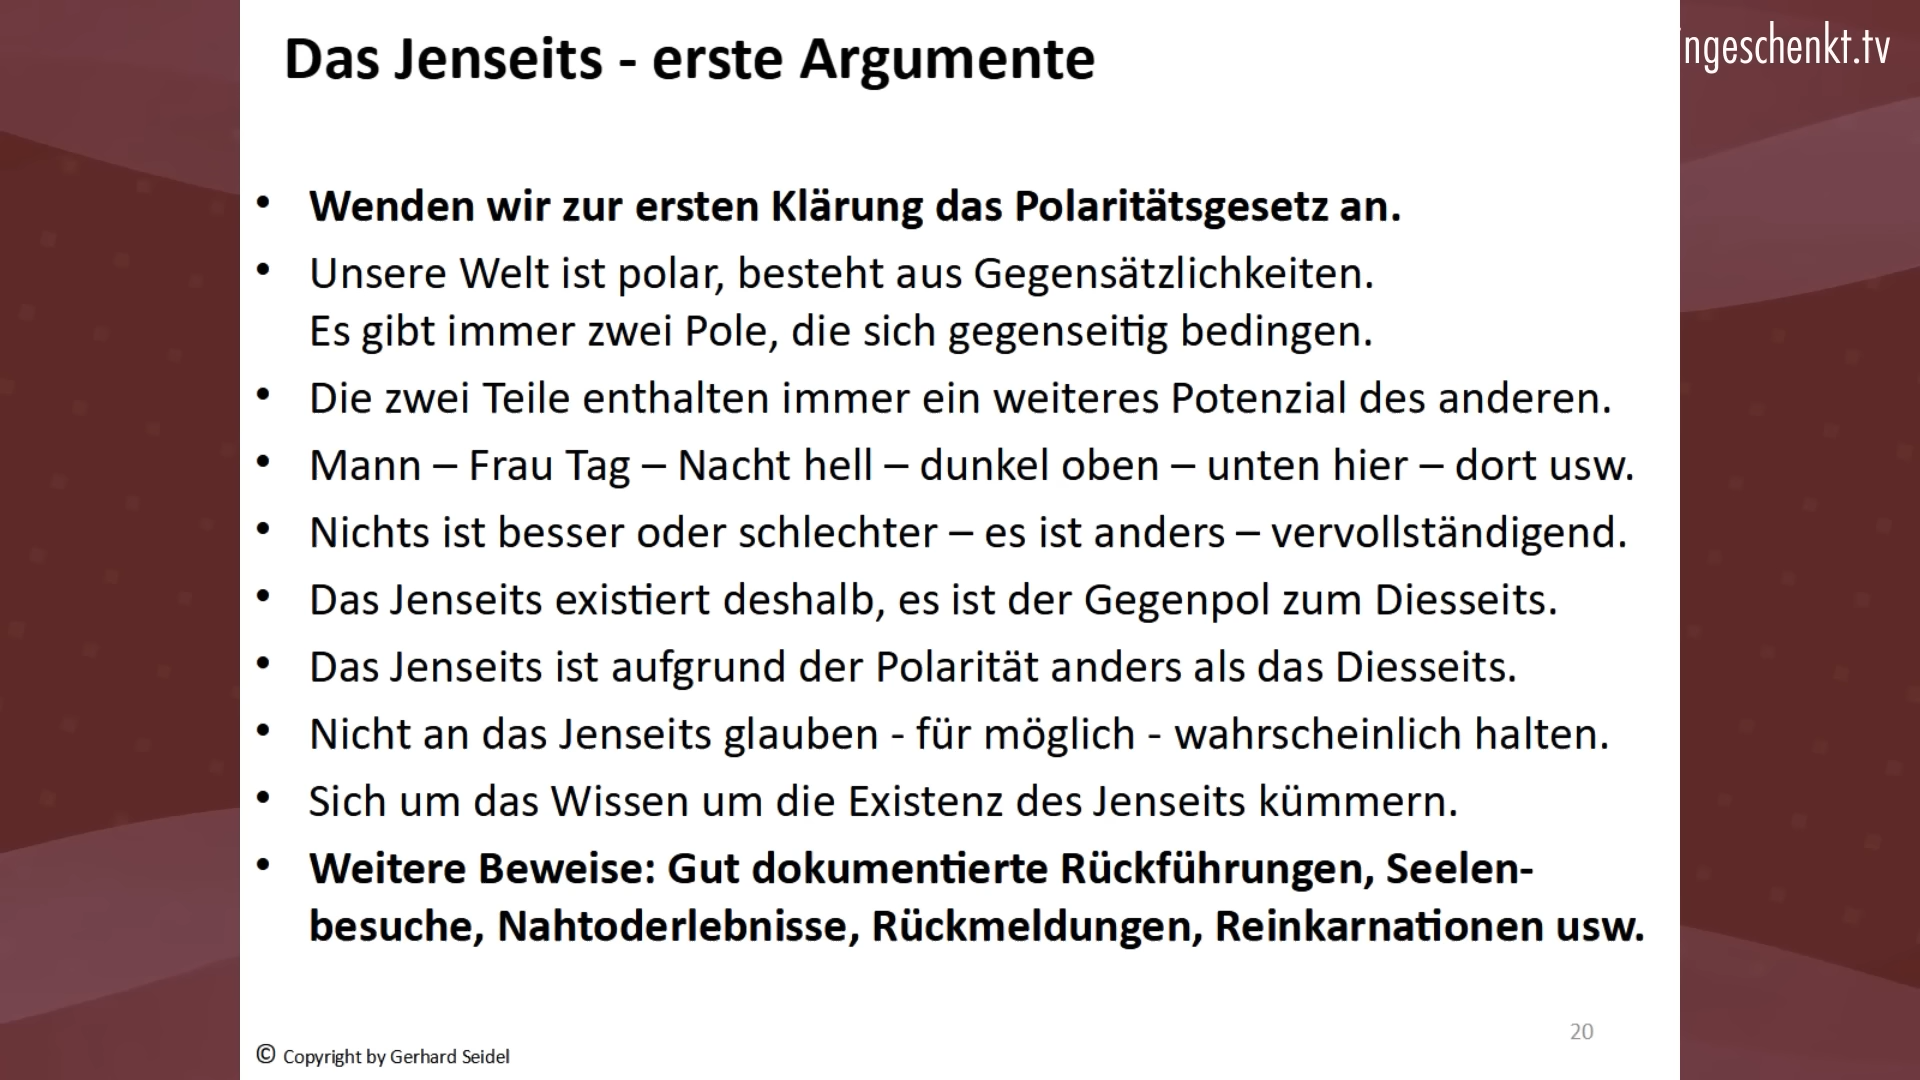 Das Jenseits - erste Argumente
ngeschenkt.tv
• Wenden wir zur ersten Klärung das Polaritätsgesetz an.
• Unsere Welt ist polar, besteht aus Gegensätzlichkeiten.
Es gibt immer zwei Pole, die sich gegenseitig bedingen.
• Die zwei Teile enthalten immer ein weiteres Potenzial des anderen.
• Mann – Frau Tag – Nacht hell – dunkel oben – unten hier – dort usw.
• Nichts ist besser oder schlechter – es ist anders – vervollständigend.
• Das Jenseits existiert deshalb, es ist der Gegenpol zum Diesseits.
• Das Jenseits ist aufgrund der Polarität anders als das Diesseits.
• Nicht an das Jenseits glauben - für möglich - wahrscheinlich halten.
• Sich um das Wissen um die Existenz des Jenseits kümmern.
• Weitere Beweise: Gut dokumentierte Rückführungen, Seelen-
besuche, Nahtoderlebnisse, Rückmeldungen, Reinkarnationen usw.
20
© Copyright by Gerhard Seidel